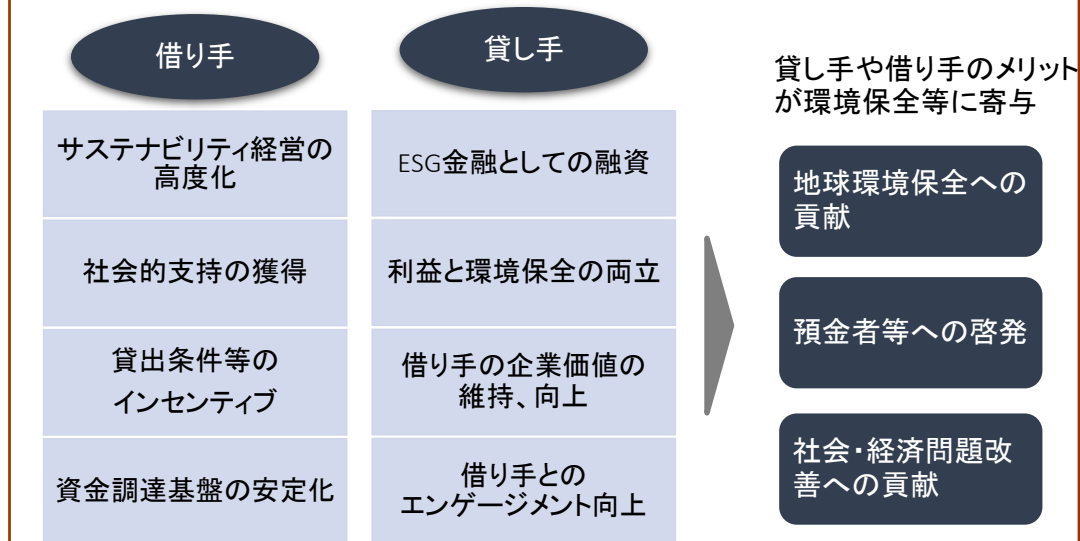 借り手
サステナビリティ経営の
高度化
社会的支持の獲得
貸出条件等の
インセンティブ
資金調達基盤の安定化
貸し手
ESG金融としての融資
利益と環境保全の両立
借り手の企業価値の
維持、向上
借り手との
エンゲージメント向上
貸し手や借り手のメリット
が環境保全等に寄与
地球環境保全への
貢献
預金者等への啓発
社会・経済問題改
善への貢献